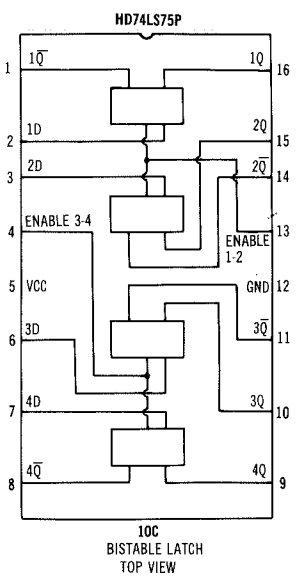 HD74LS75P
1 1Q̅ 1Q 16
2 1D 2Q 15
3 2D 2Q̅ 14
4 ENABLE 3-4 ENABLE 1-2 13
5 VCC GND 12
6 3D 3Q̅ 11
7 4D 3Q 10
8 4Q̅ 4Q 9
10C
BISTABLE LATCH
TOP VIEW